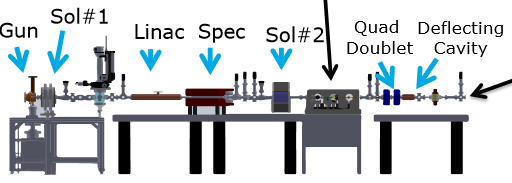 Gun
Sol#1
Linac
Spec
Sol#2
Quad
Doublet
Deflecting
Cavity